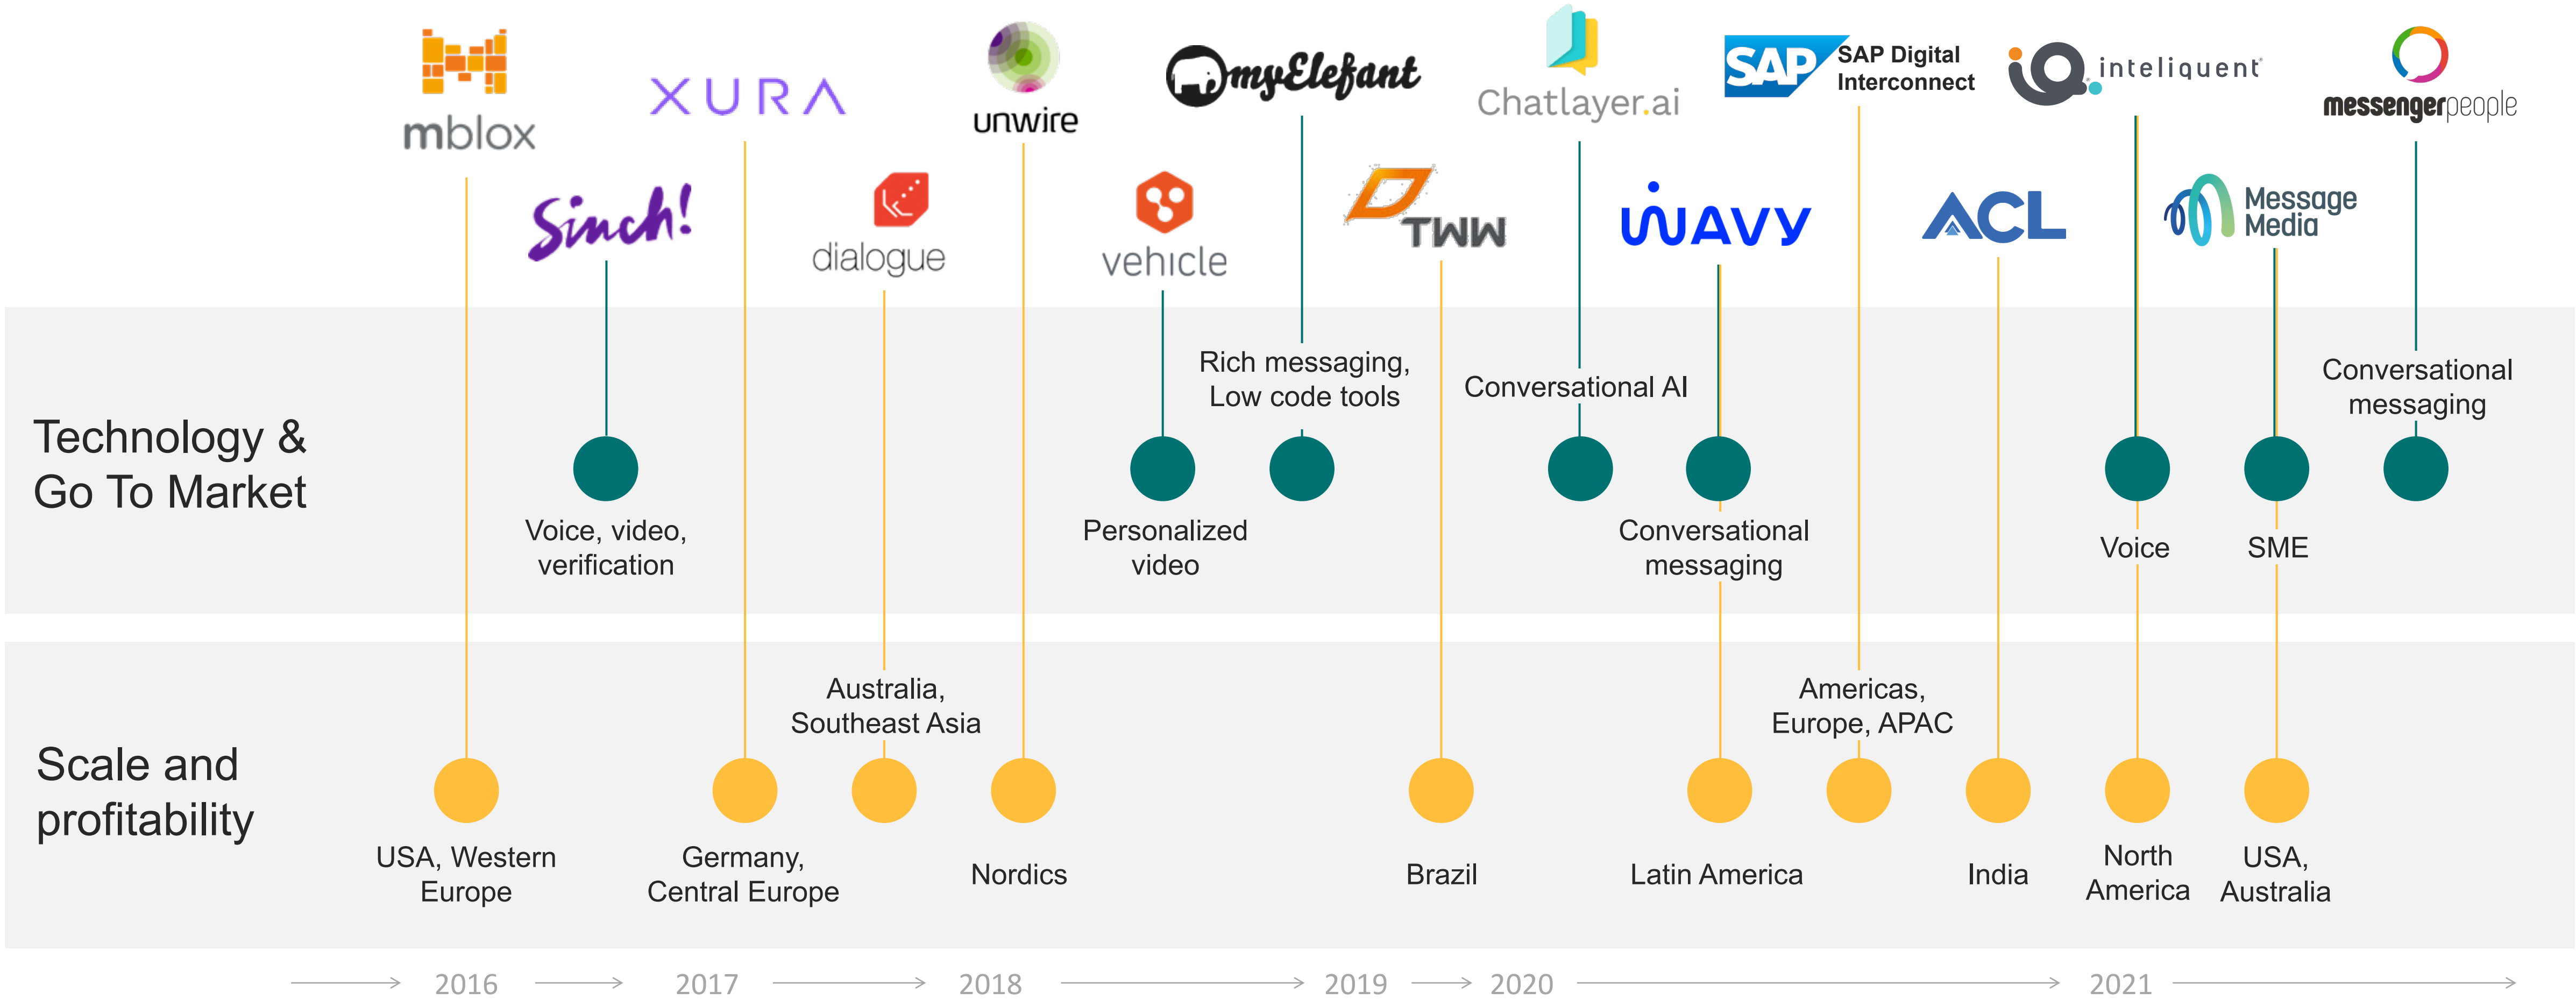 mblox
XURA
unwire
myElefant
Chatlayer.ai
SAP
SAP Digital
Interconnect
inteliquent
messengerpeople
Sinch!
dialogue
vehicle
TWW
WAVY
ACL
Message
Media
Technology &
Go To Market
Voice, video,
verification
Personalized
video
Rich messaging,
Low code tools
Conversational AI
Conversational
messaging
Voice
SME
Conversational
messaging
Scale and
profitability
USA, Western
Europe
Germany,
Central Europe
Australia,
Southeast Asia
Nordics
Brazil
Latin America
Americas,
Europe, APAC
India
North
America
USA,
Australia
2016
2017
2018
2019
2020
2021